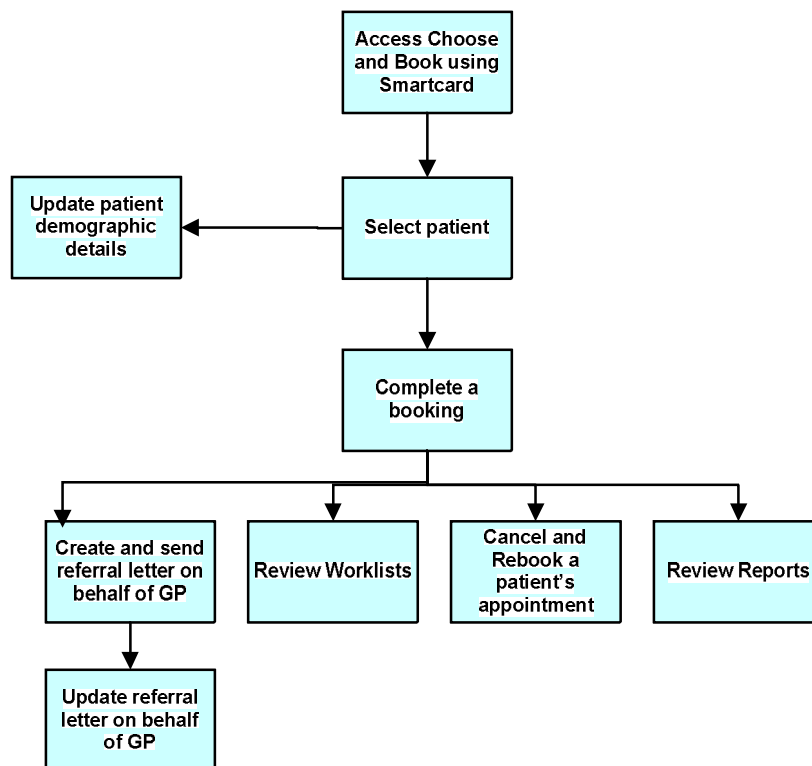 Access Choose
and Book using
Smartcard
Update patient
demographic
details
Select patient
Complete a
booking
Create and send
referral letter on
behalf of GP
Review Worklists
Cancel and
Rebook a
patient's
appointment
Review Reports
Update referral
letter on behalf
of GP